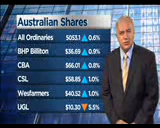 Australian Shares
All Ordinaries 5053.1 0.6%
BHP Billiton $36.69 0.9%
CBA $66.01 0.8%
CSL $58.85 1.0%
Wesfarmers $40.52 1.0%
UGL $10.30 5.5%